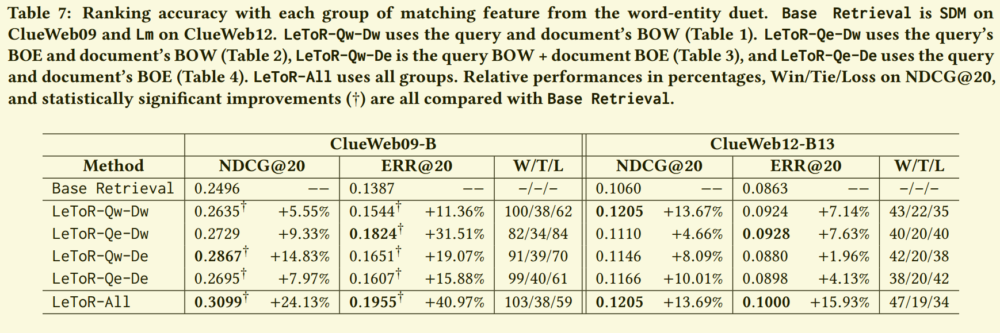 Table 7: Ranking accuracy with each group of matching feature from the word-entity duet. Base Retrieval is SDM on
ClueWeb09 and Lm on ClueWeb12. LeToR-Qw-Dw uses the query and document's BOW (Table 1). LeToR-Qe-Dw uses the query's
BOE and document's BOW (Table 2), LeToR-Qw-De is the query BOW + document BOE (Table 3), and LeToR-Qe-De uses the query
and document's BOE (Table 4). LeToR-All uses all groups. Relative performances in percentages, Win/Tie/Loss on NDCG@20,
and statistically significant improvements (†) are all compared with Base Retrieval.
ClueWeb09-B ClueWeb12-B13
Method NDCG@20 ERR@20 W/T/L NDCG@20 ERR@20 W/T/L
Base Retrieval 0.2496 −− 0.1387 −− –/–/– 0.1060 −− 0.0863 −− –/–/–
LeToR-Qw-Dw 0.2635† +5.55% 0.1544† +11.36% 100/38/62 0.1205 +13.67% 0.0924 +7.14% 43/22/35
LeToR-Qe-Dw 0.2729 +9.33% 0.1824† +31.51% 82/34/84 0.1110 +4.66% 0.0928 +7.63% 40/20/40
LeToR-Qw-De 0.2867† +14.83% 0.1651† +19.07% 91/39/70 0.1146 +8.09% 0.0880 +1.96% 42/20/38
LeToR-Qe-De 0.2695† +7.97% 0.1607† +15.88% 99/40/61 0.1166 +10.01% 0.0898 +4.13% 38/20/42
LeToR-All 0.3099† +24.13% 0.1955† +40.97% 103/38/59 0.1205 +13.69% 0.1000 +15.93% 47/19/34